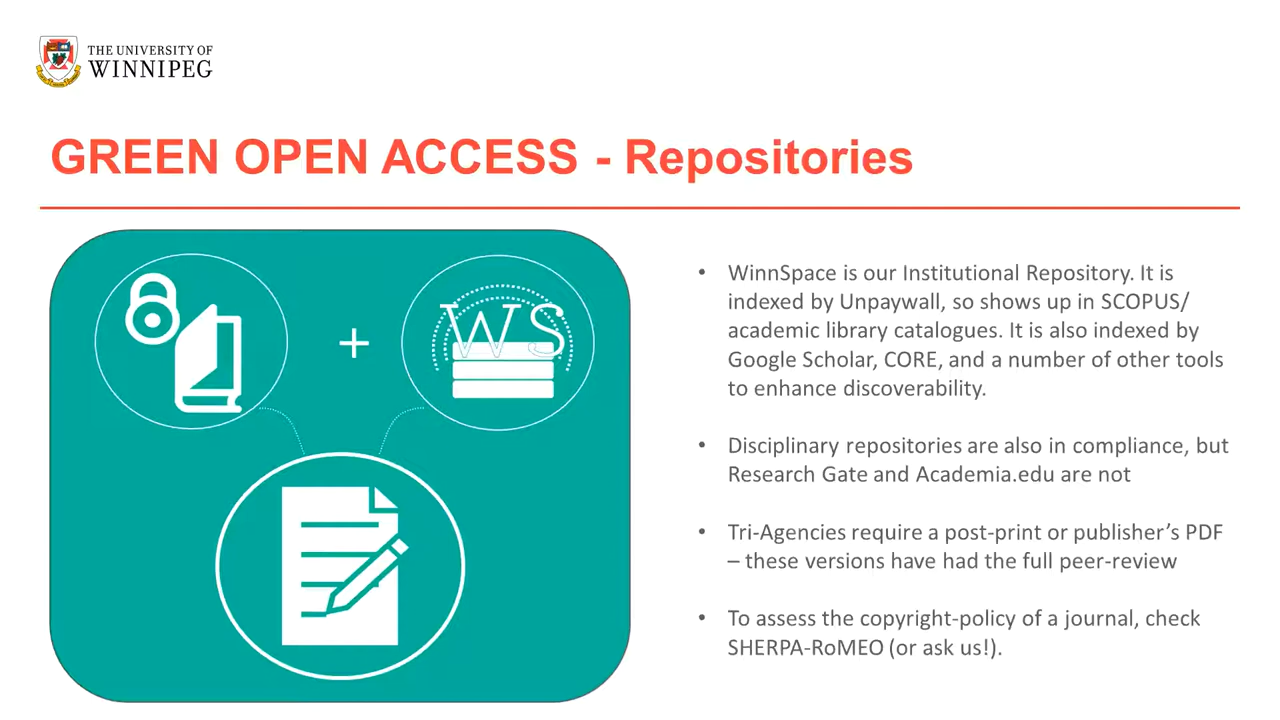 THE UNIVERSITY OF
WINNIPEG
GREEN OPEN ACCESS - Repositories
+
WS
• WinnSpace is our Institutional Repository. It is
indexed by Unpaywall, so shows up in SCOPUS/
academic library catalogues. It is also indexed by
Google Scholar, CORE, and a number of other tools
to enhance discoverability.
• Disciplinary repositories are also in compliance, but
Research Gate and Academia.edu are not
• Tri-Agencies require a post-print or publisher’s PDF
– these versions have had the full peer-review
• To assess the copyright-policy of a journal, check
SHERPA-RoMEO (or ask us!).